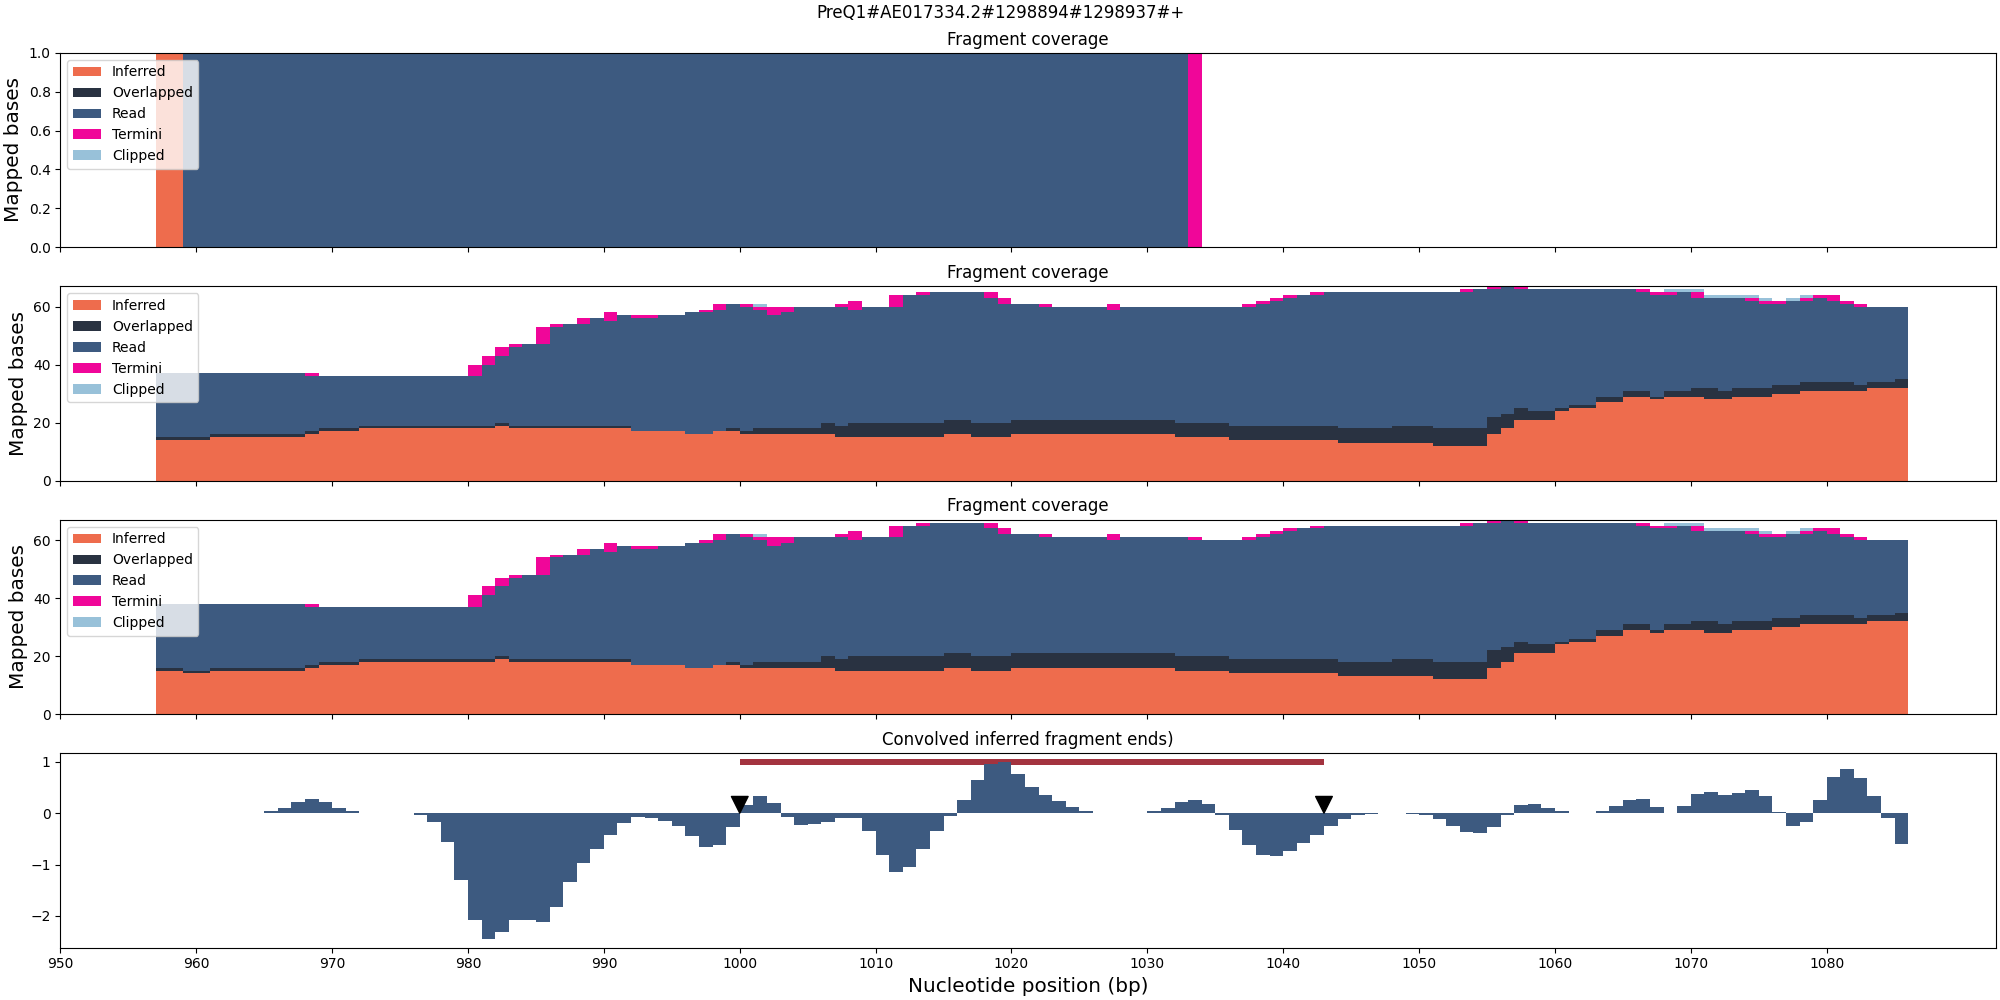 PreQ1#AE017334.2#1298894#1298937#+
Fragment coverage
Mapped bases
1.0
0.8
0.6
0.4
0.2
0.0
Inferred
Overlapped
Read
Termini
Clipped
Fragment coverage
Mapped bases
60
40
20
0
Inferred
Overlapped
Read
Termini
Clipped
Fragment coverage
Mapped bases
60
40
20
0
Inferred
Overlapped
Read
Termini
Clipped
Convolved inferred fragment ends)
1
0
−1
−2
950 960 970 980 990 1000 1010 1020 1030 1040 1050 1060 1070 1080
Nucleotide position (bp)